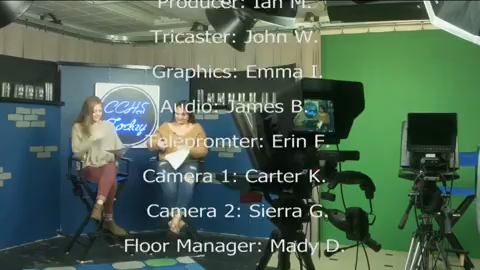 Producer: Ian M.
Tricaster: John W.
Graphics: Emma I.
Audio: James B.
Telepromter: Erin F.
Camera 1: Carter K.
Camera 2: Sierra G.
Floor Manager: Mady D.
CCHS
Today